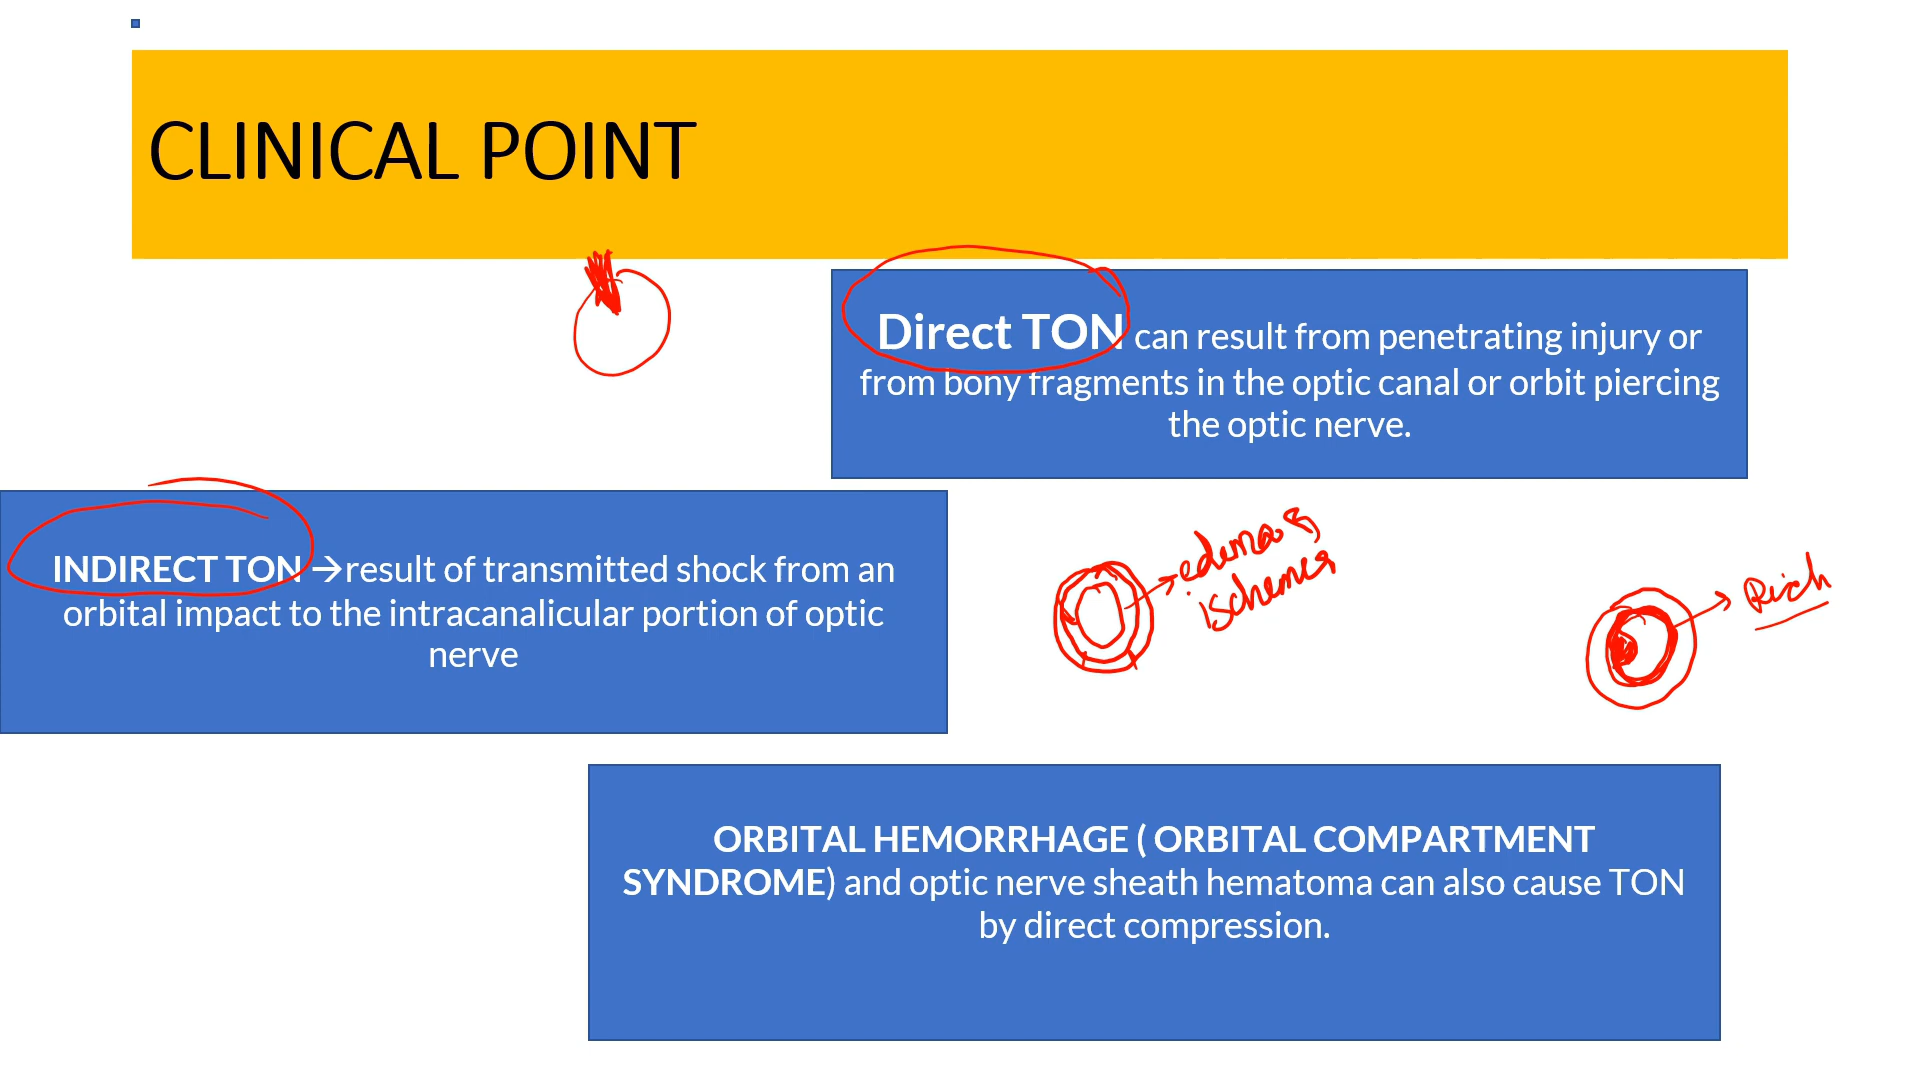 CLINICAL POINT
Direct TON can result from penetrating injury or
from bony fragments in the optic canal or orbit piercing
the optic nerve.
INDIRECT TON →result of transmitted shock from an
orbital impact to the intracanalicular portion of optic
nerve
edema
ischemes
Rich
ORBITAL HEMORRHAGE ( ORBITAL COMPARTMENT
SYNDROME) and optic nerve sheath hematoma can also cause TON
by direct compression.